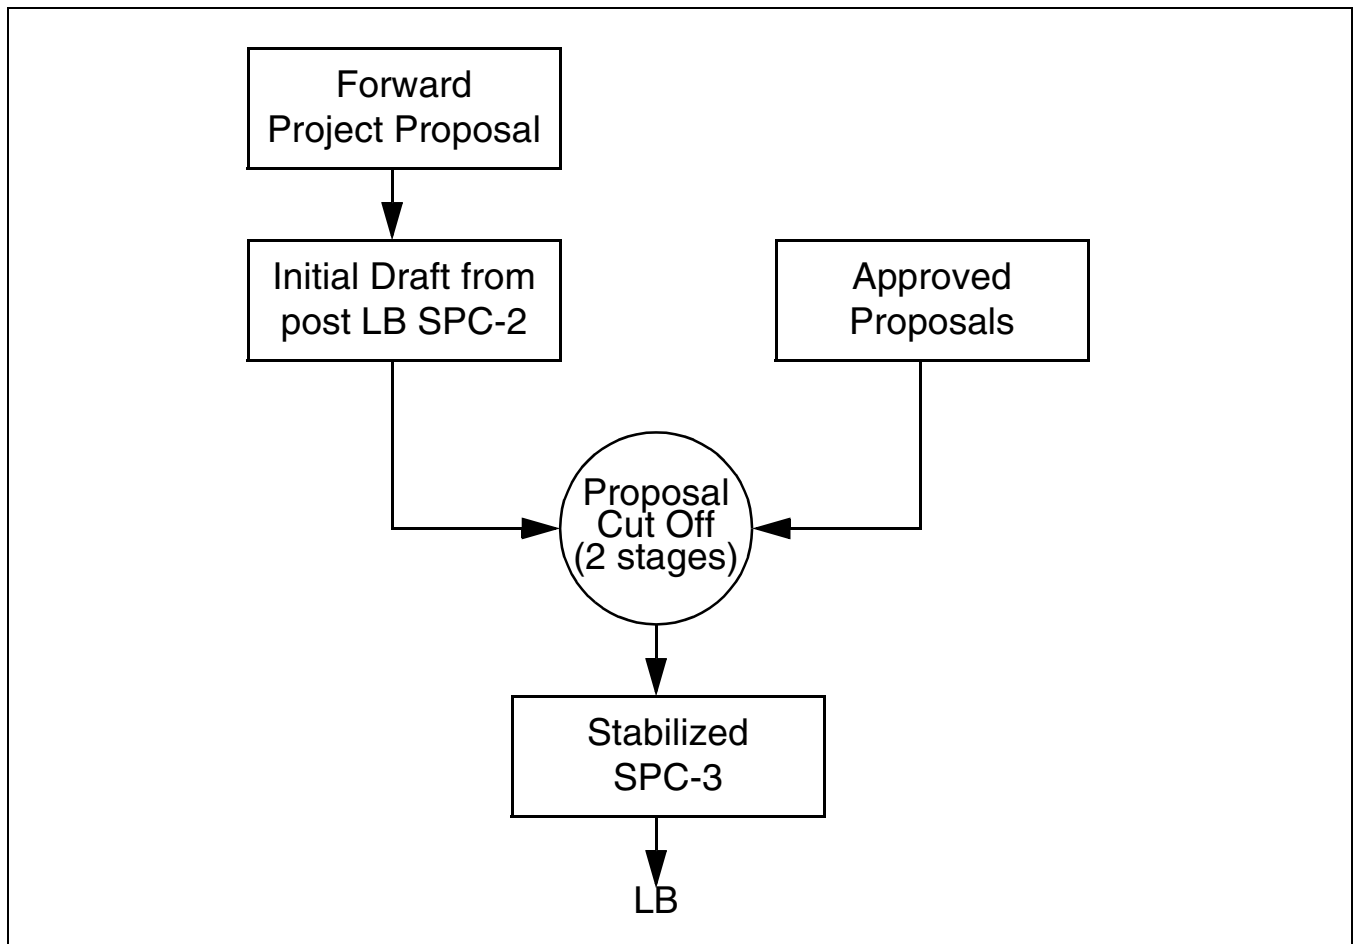 Forward
Project Proposal
Initial Draft from
post LB SPC-2
Approved
Proposals
Proposal
Cut Off
(2 stages)
Stabilized
SPC-3
LB